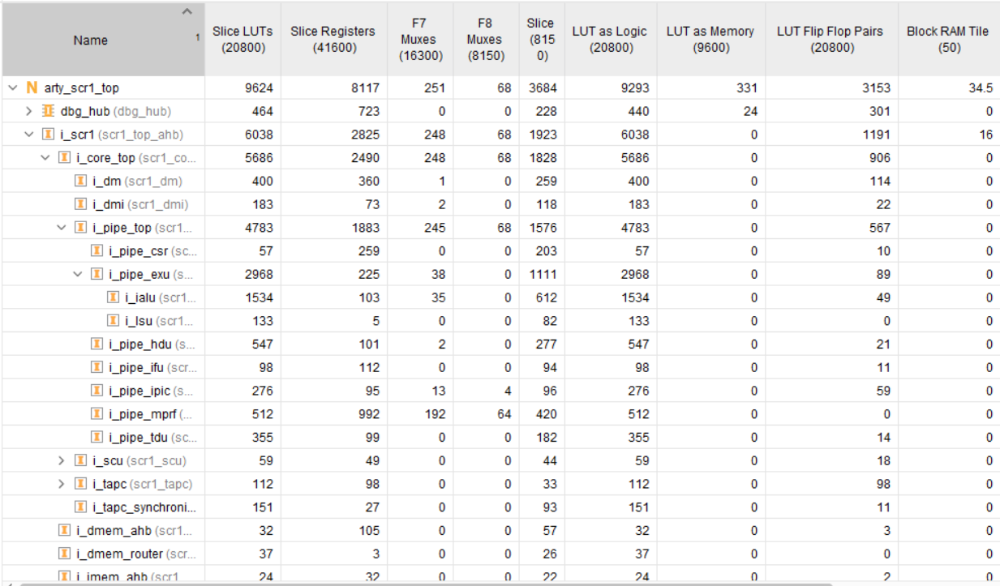 Name 1 Slice LUTs (20800) Slice Registers (41600) F7 Muxes (16300) F8 Muxes (8150) Slice (815 0) LUT as Logic (20800) LUT as Memory (9600) LUT Flip Flop Pairs (20800) Block RAM Tile (50)
N arty_scr1_top 9624 8117 251 68 3684 9293 331 3153 34.5
dbg_hub (dbg_hub) 464 723 0 0 228 440 24 301 0
I i_scr1 (scr1_top_ahb) 6038 2825 248 68 1923 6038 0 1191 16
I i_core_top (scr1_co... 5686 2490 248 68 1828 5686 0 906 0
I i_dm (scr1_dm) 400 360 1 0 259 400 0 114 0
I i_dmi (scr1_dmi) 183 73 2 0 118 183 0 22 0
I i_pipe_top (scr1... 4783 1883 245 68 1576 4783 0 567 0
I i_pipe_csr (sc... 57 259 0 0 203 57 0 10 0
I i_pipe_exu (s... 2968 225 38 0 1111 2968 0 89 0
I i_ialu (scr1... 1534 103 35 0 612 1534 0 49 0
I i_lsu (scr1... 133 5 0 0 82 133 0 0 0
I i_pipe_hdu (s... 547 101 2 0 277 547 0 21 0
I i_pipe_ifu (scr... 98 112 0 0 94 98 0 11 0
I i_pipe_ipic (s... 276 95 13 4 96 276 0 59 0
I i_pipe_mprf (... 512 992 192 64 420 512 0 0 0
I i_pipe_tdu (sc... 355 99 0 0 182 355 0 14 0
I i_scu (scr1_scu) 59 49 0 0 44 59 0 18 0
I i_tapc (scr1_tapc) 112 98 0 0 33 112 0 98 0
I i_tapc_synchroni... 151 27 0 0 93 151 0 11 0
I i_dmem_ahb (scr1... 32 105 0 0 57 32 0 3 0
I i_dmem_router (scr... 37 3 0 0 26 37 0 0 0
I i_imem_ahb (scr1 24 32 0 0 22 24 0 2 0